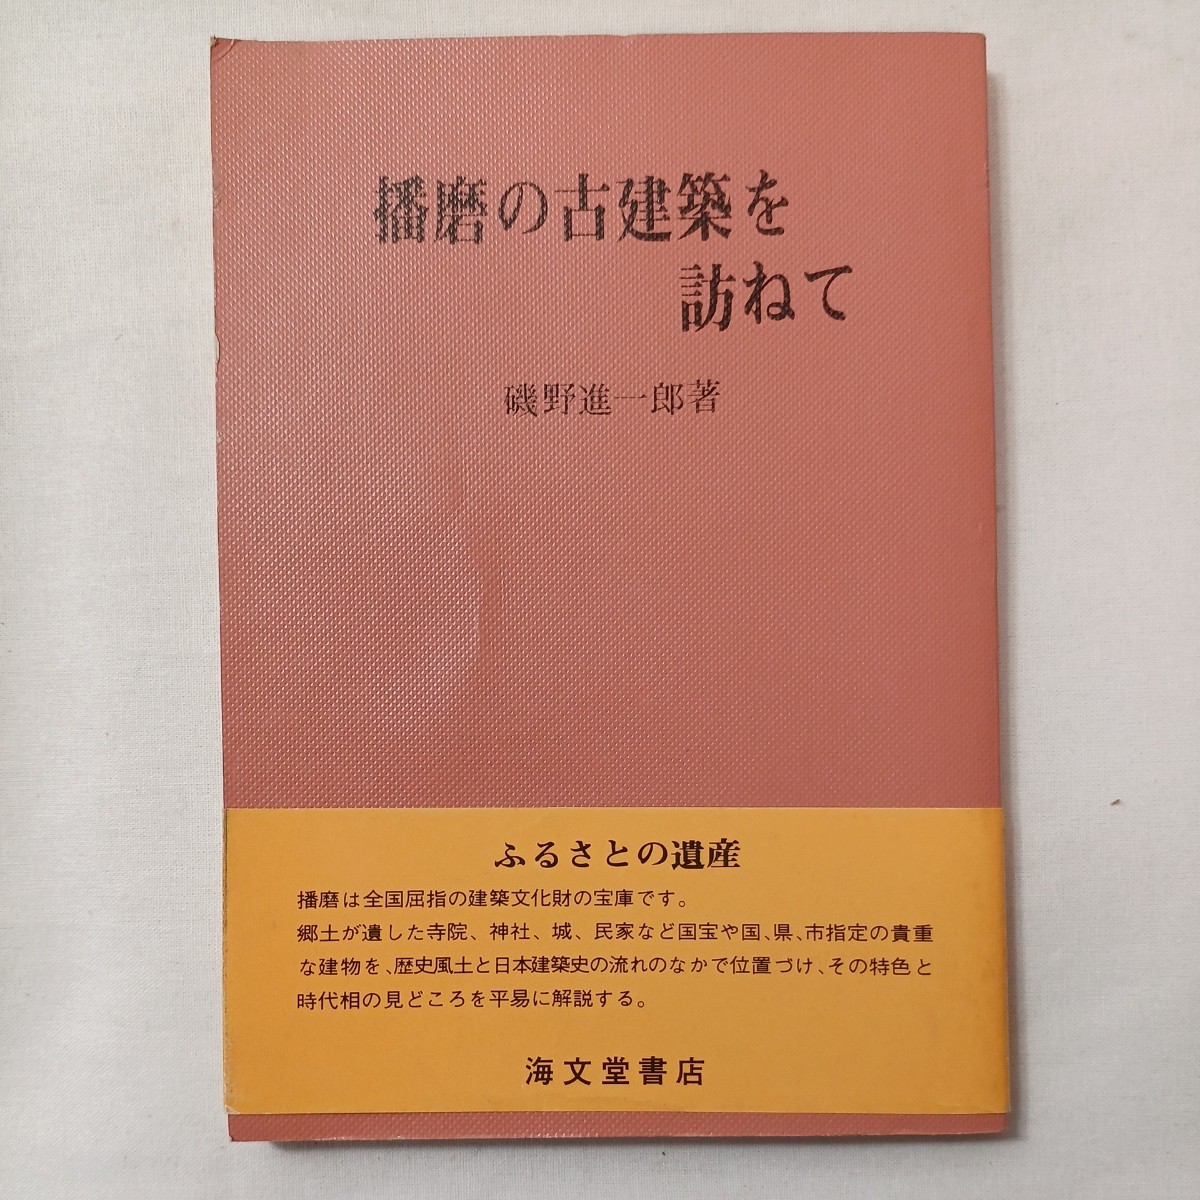 播磨の古建築を
訪ねて
磯野進一郎著
ふるさとの遺産
播磨は全国屈指の建築文化財の宝庫です。
郷土が遺した寺院、神社、城、民家など国宝や国、県、市指定の貴重
な建物を、歴史風土と日本建築史の流れのなかで位置づけ、その特色と
時代相の見どころを平易に解説する。
海文堂書店